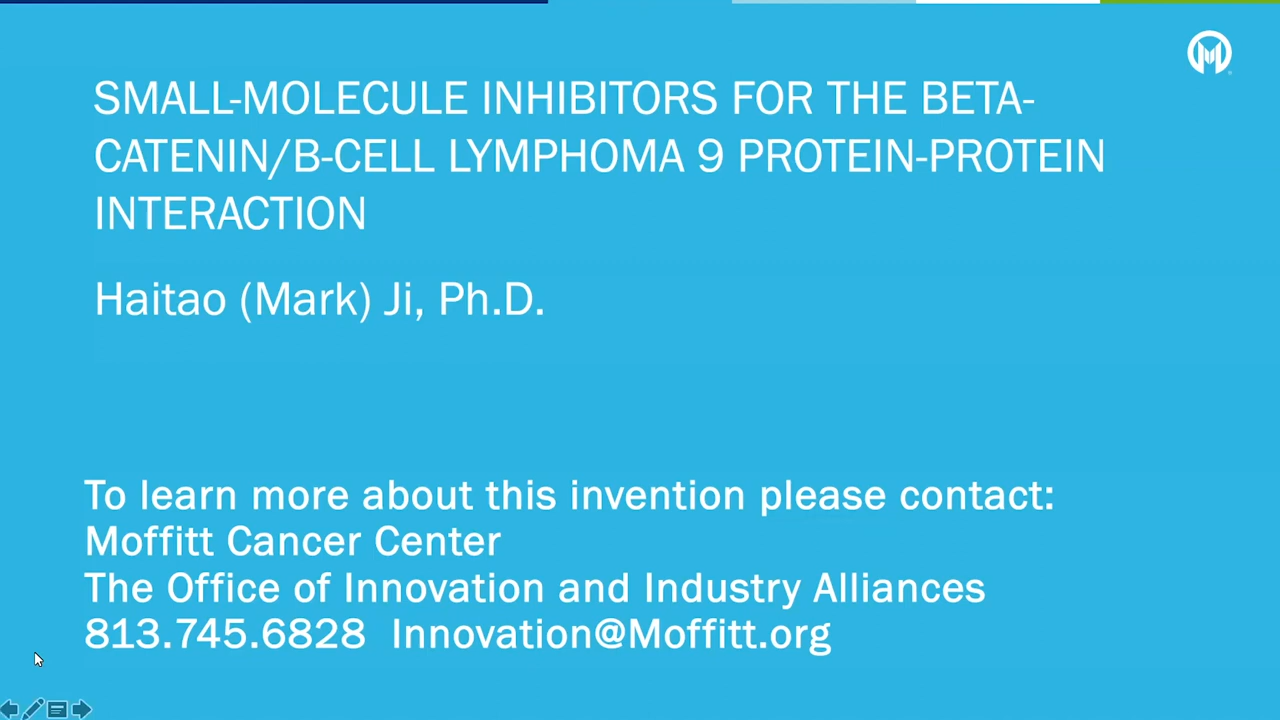 SMALL-MOLECULE INHIBITORS FOR THE BETA-
CATENIN/B-CELL LYMPHOMA 9 PROTEIN-PROTEIN
INTERACTION
Haitao (Mark) Ji, Ph.D.
To learn more about this invention please contact:
Moffitt Cancer Center
The Office of Innovation and Industry Alliances
813.745.6828 Innovation@Moffitt.org